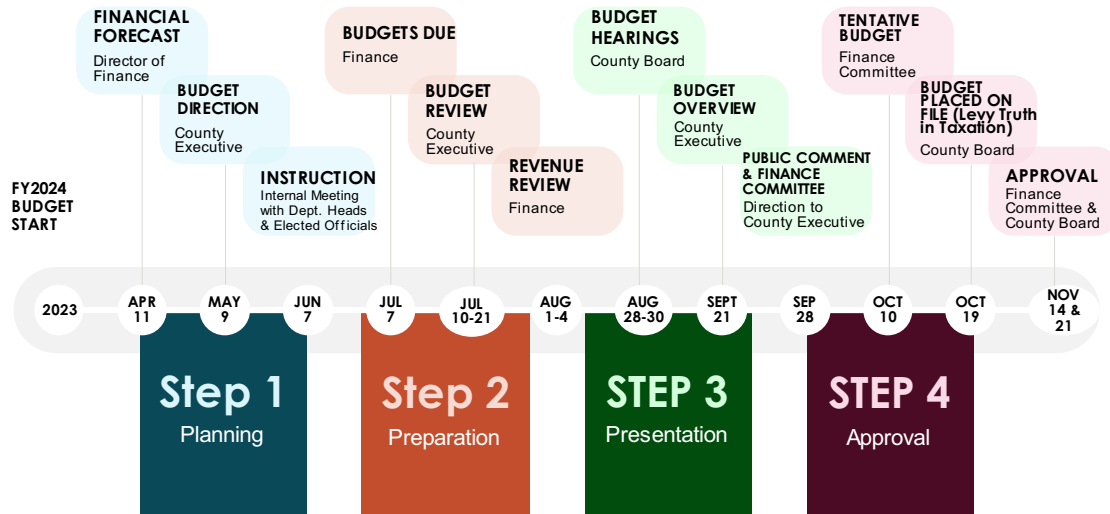 FINANCIAL
FORECAST
Director of
Finance
BUDGET
DIRECTION
County
Executive
INSTRUCTION
Internal Meeting
with Dept. Heads
& Elected Officials
BUDGETS DUE
Finance
BUDGET
REVIEW
County
Executive
REVENUE
REVIEW
Finance
BUDGET
HEARINGS
County Board
BUDGET
OVERVIEW
County
Executive
PUBLIC COMMENT
& FINANCE
COMMITTEE
Direction to
County Executive
TENTATIVE
BUDGET
Finance
Committee
BUDGET
PLACED ON
FILE (Levy Truth
in Taxation)
County Board
APPROVAL
Finance
Committee &
County Board
FY2024
BUDGET
START
2023
APR
11
MAY
9
JUN
7
JUL
7
JUL
10-21
AUG
1-4
AUG
28-30
SEPT
21
SEP
28
OCT
10
OCT
19
NOV
14 &
21
Step 1
Planning
Step 2
Preparation
STEP 3
Presentation
STEP 4
Approval